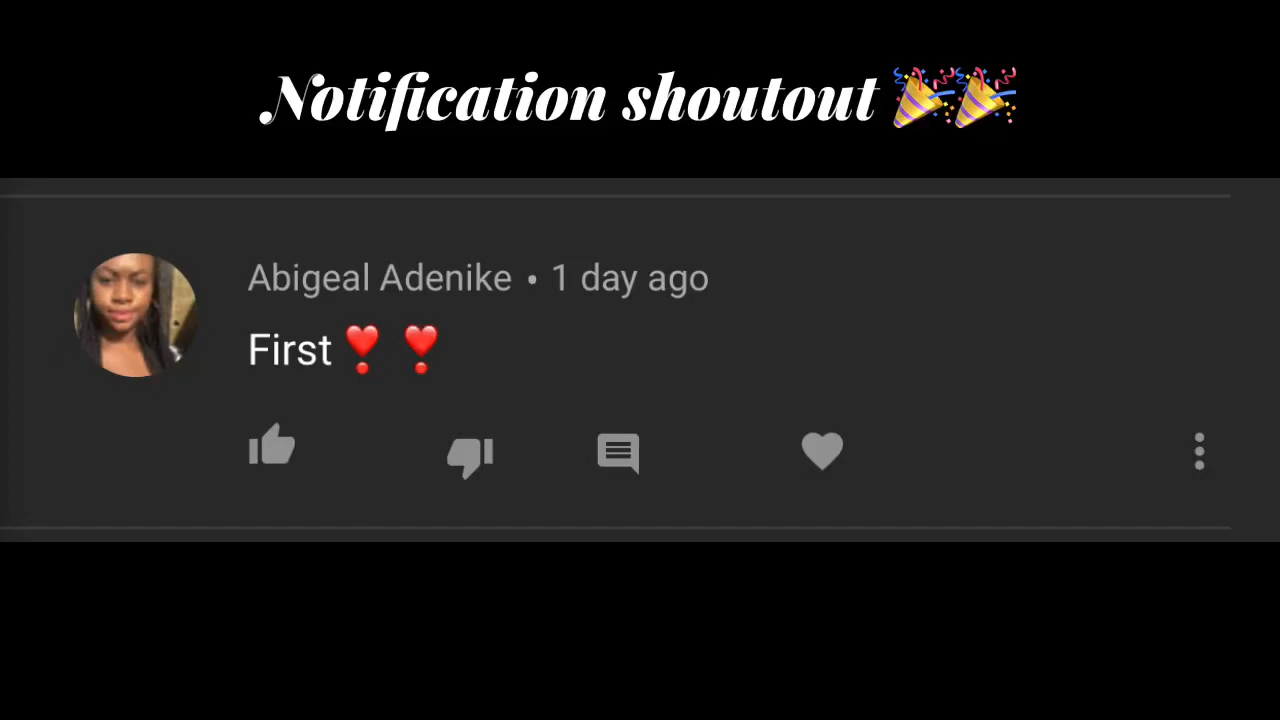 Notification shoutout 🎉🎉
Abigeal Adenike • 1 day ago
First❣️ ❣️